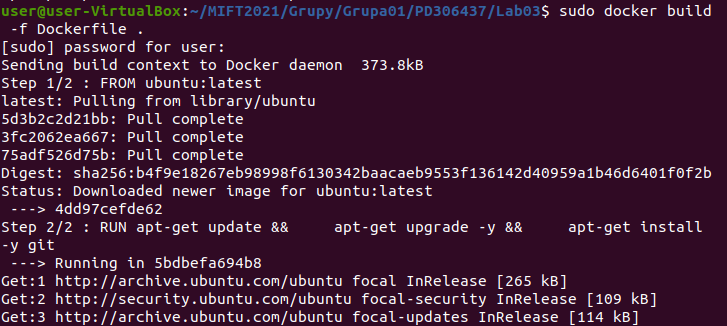 user@user-VirtualBox:~/MIFT2021/Grupy/Grupa01/PD306437/Lab03$ sudo docker build
 -f Dockerfile .
[sudo] password for user:
Sending build context to Docker daemon  373.8kB
Step 1/2 : FROM ubuntu:latest
latest: Pulling from library/ubuntu
5d3b2c2d21bb: Pull complete
3fc2062ea667: Pull complete
75adf526d75b: Pull complete
Digest: sha256:b4f9e18267eb98998f6130342baacaeb9553f136142d40959a1b46d6401f0f2b
Status: Downloaded newer image for ubuntu:latest
 ---> 4dd97cefde62
Step 2/2 : RUN apt-get update &&     apt-get upgrade -y &&     apt-get install
-y git
 ---> Running in 5bdbefa694b8
Get:1 http://archive.ubuntu.com/ubuntu focal InRelease [265 kB]
Get:2 http://security.ubuntu.com/ubuntu focal-security InRelease [109 kB]
Get:3 http://archive.ubuntu.com/ubuntu focal-updates InRelease [114 kB]